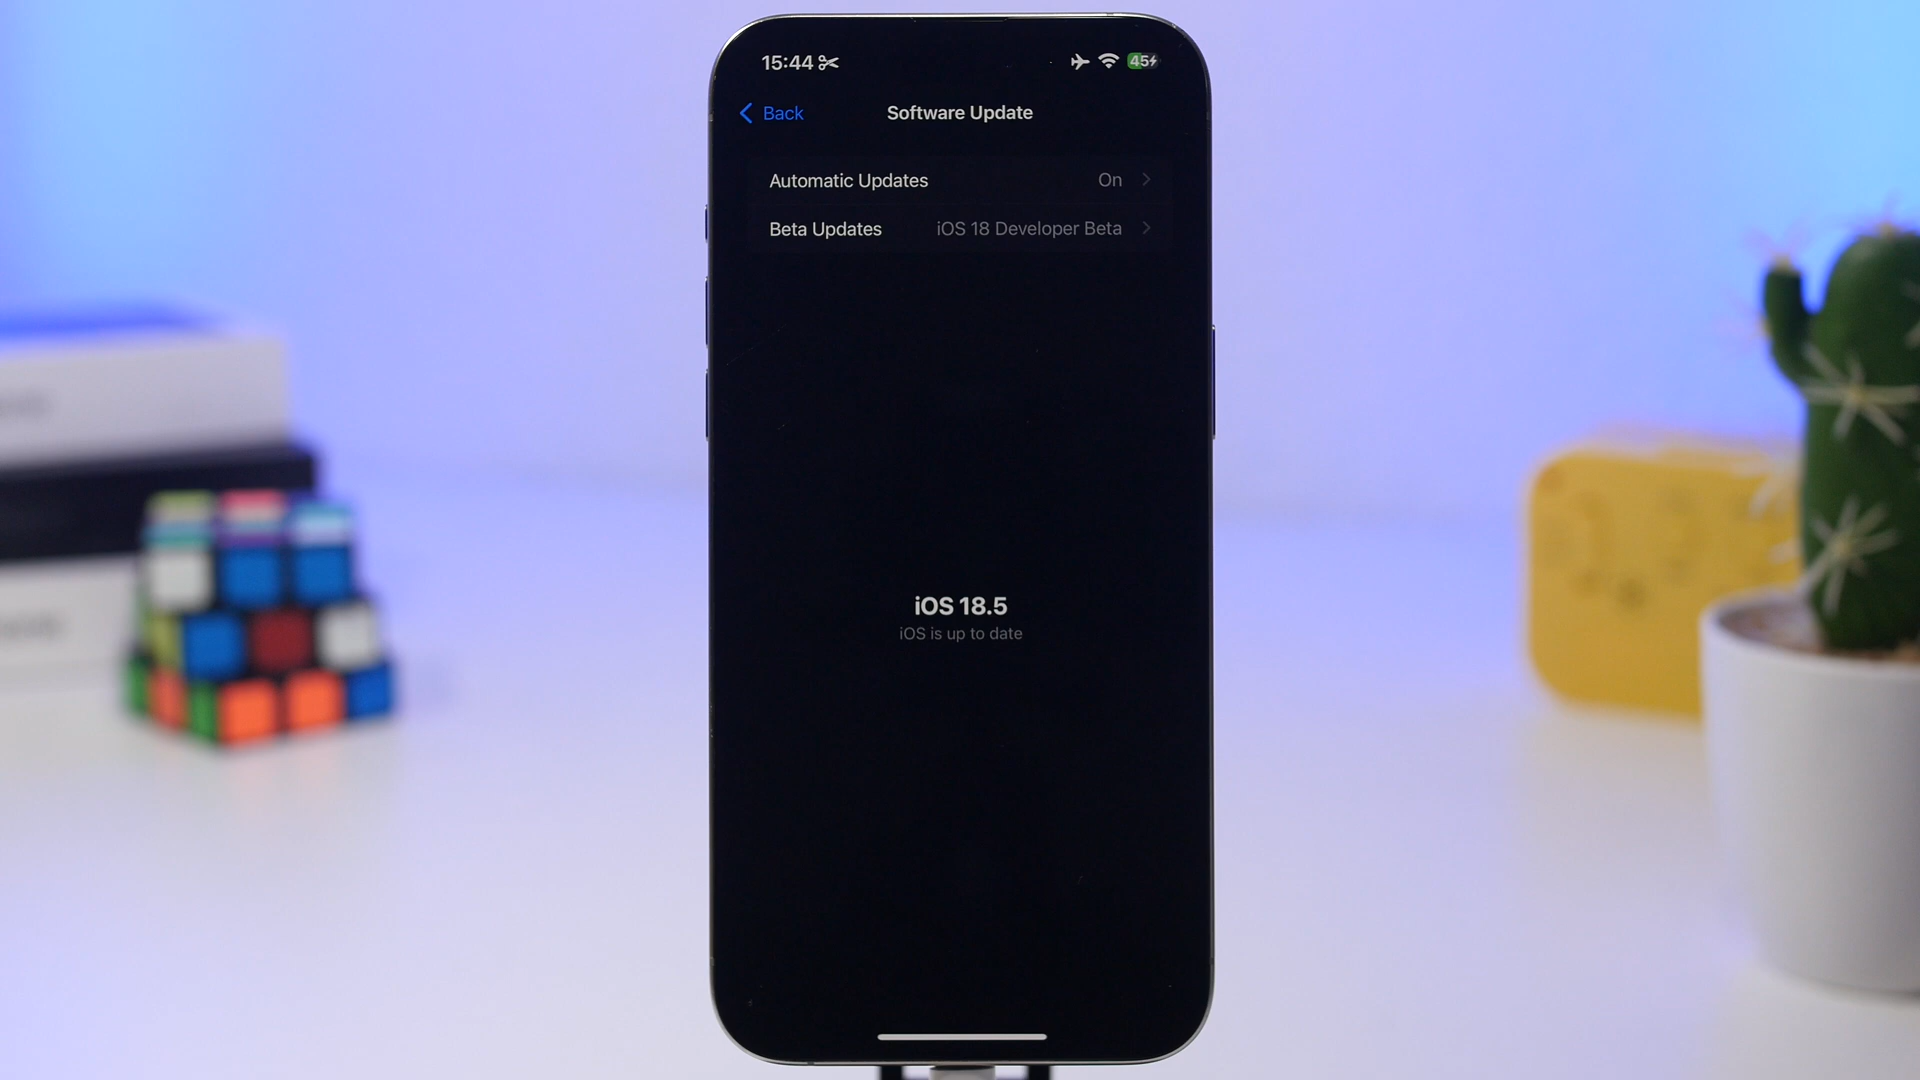 15:44
45
Back
Software Update
Automatic Updates On
Beta Updates iOS 18 Developer Beta
iOS 18.5
iOS is up to date